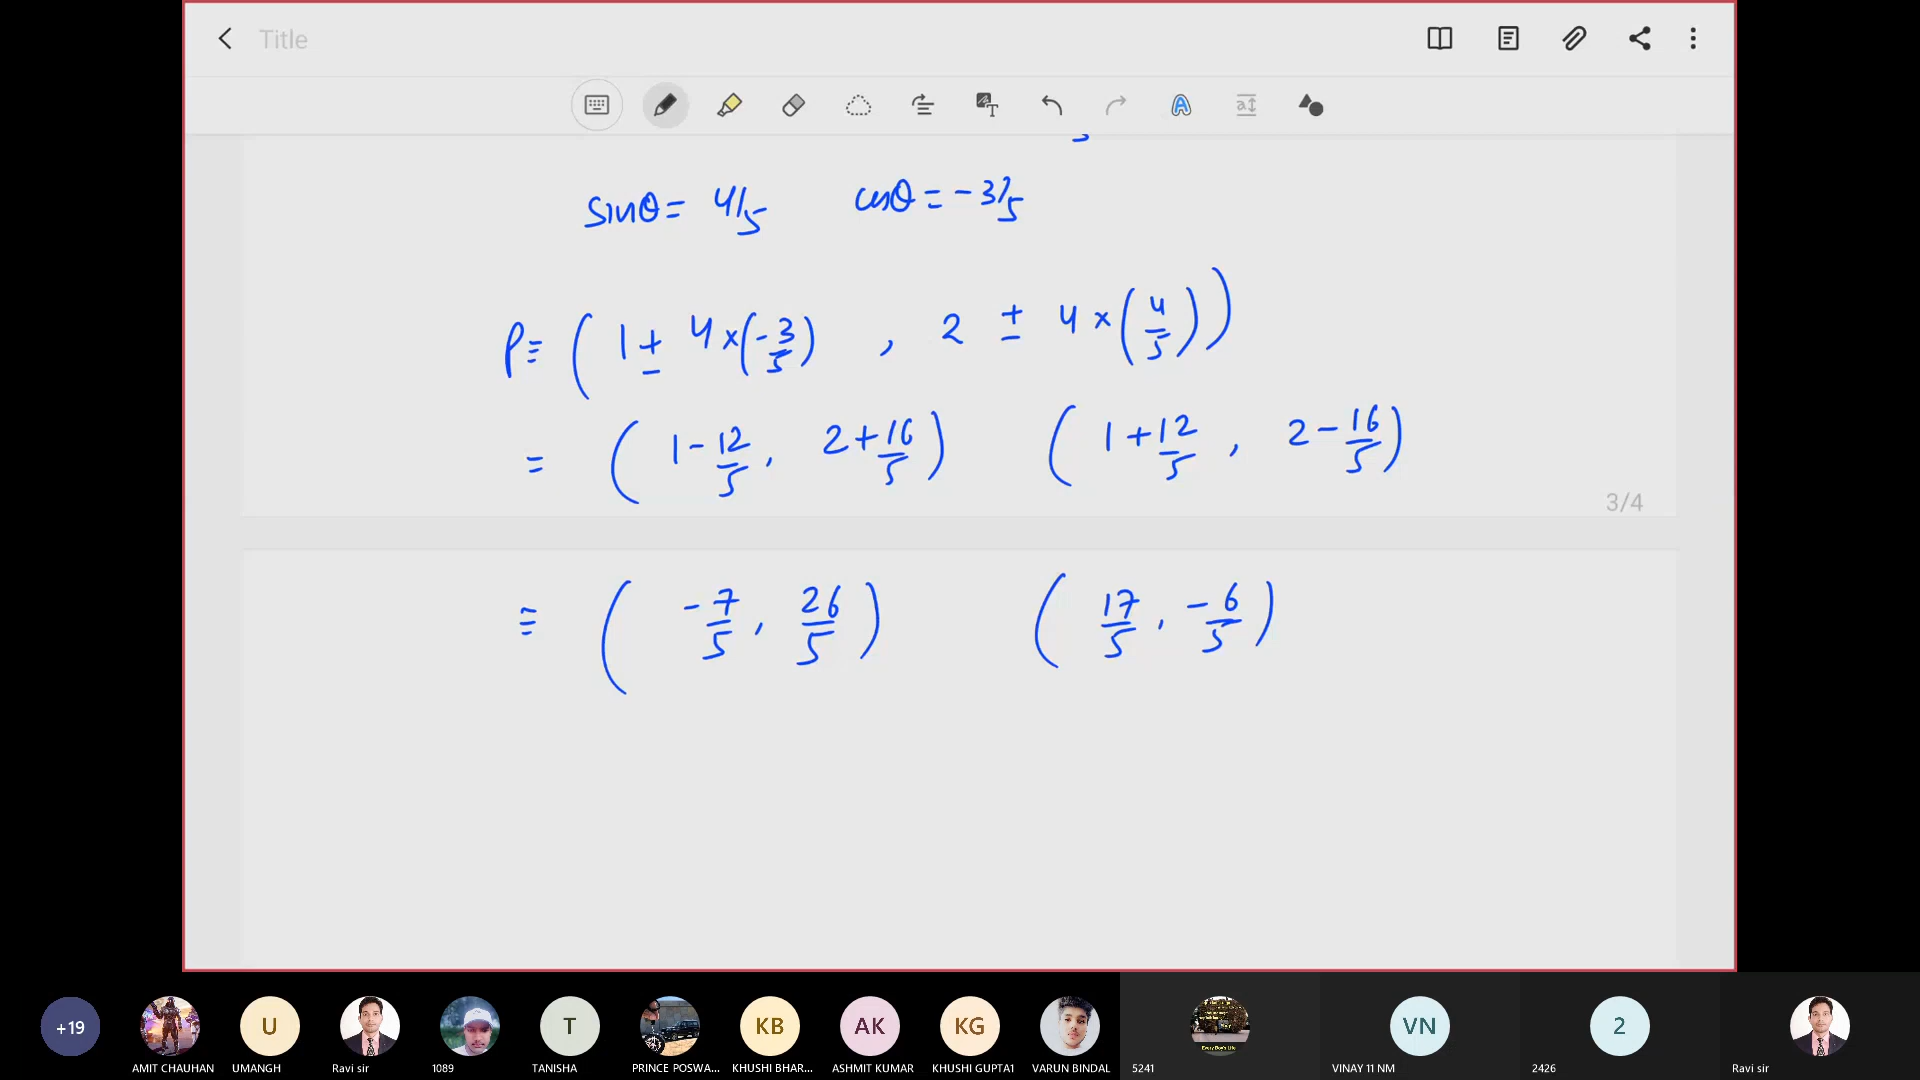 Title
sinθ = 4/5 cosθ = -3/5
P ≡ ( 1 ± 4×(-3/5) , 2 ± 4×(4/5) )
= ( 1 - 12/5, 2 + 16/5 ) ( 1 + 12/5, 2 - 16/5 )
3/4
≡ ( -7/5, 26/5 ) ( 17/5, -6/5 )
+19 U T KB AK KG VN 2
AMIT CHAUHAN UMANGH Ravi sir 1089 TANISHA PRINCE POSWA... KHUSHI BHAR... ASHMIT KUMAR KHUSHI GUPTA1 VARUN BINDAL 5241 VINAY 11 NM 2426 Ravi sir